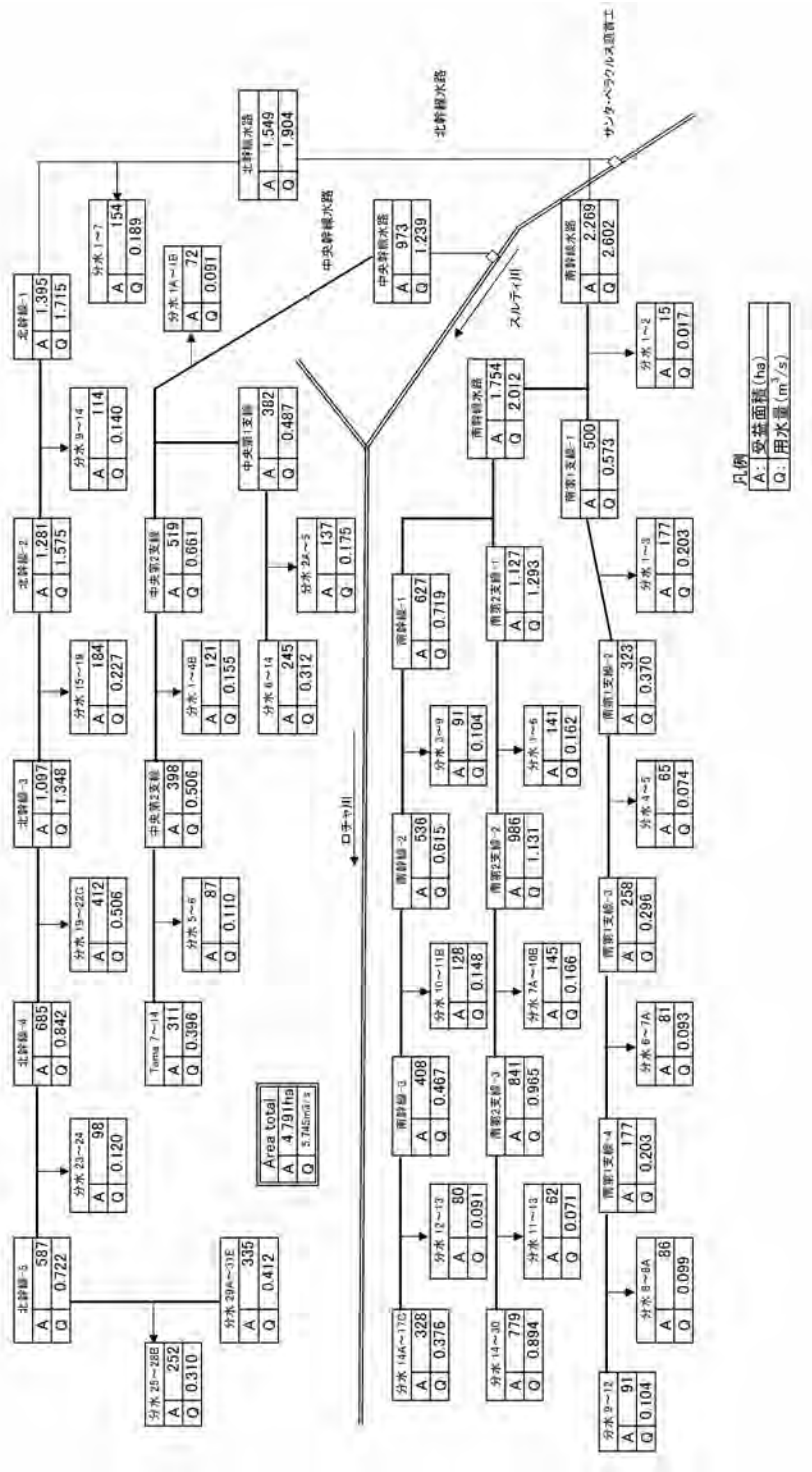 北幹線-5
A 587
Q 0.722
北幹線-4
A 685
Q 0.842
北幹線-3
A 1,097
Q 1.348
北幹線-2
A 1.281
Q 1.575
北幹線-1
A 1.395
Q 1.715
分水 25~28B
A 252
Q 0.310
分水 29A~31E
A 335
Q 0.412
分水 23~24
A 98
Q 0.120
分水 19~22C
A 412
Q 0.506
分水 15~19
A 184
Q 0.227
分水 9~14
A 114
Q 0.140
分水 1~7
A 154
Q 0.189
北幹線水路
A 1.549
Q 1.904
北幹線水路
Tama 7~14
A 311
Q 0.396
中央第2支線
A 398
Q 0.506
中央第2支線
A 519
Q 0.661
分水 1A~1B
A 72
Q 0.091
中央幹線水路
中央幹線水路
A 973
Q 1.239
分水 5~6
A 87
Q 0.110
分水 1~4B
A 121
Q 0.155
中央第1支線
A 382
Q 0.487
分水 6~14
A 245
Q 0.312
分水 2A~5
A 137
Q 0.175
Area total
A 4.791ha
Q 5.745m3/s
ロチャ川
スルティ川
分水 14A~17C
A 328
Q 0.376
南幹線-3
A 408
Q 0.467
南幹線-2
A 536
Q 0.615
南幹線-1
A 627
Q 0.719
南幹線水路
A 1.754
Q 2.012
南幹線水路
A 2.269
Q 2.602
分水 12~13
A 80
Q 0.091
分水 10~11B
A 128
Q 0.148
分水 3~9
A 91
Q 0.104
分水 14~30
A 779
Q 0.894
南第2支線-3
A 841
Q 0.965
南第2支線-2
A 986
Q 1.131
南第2支線-1
A 1.127
Q 1.293
分水 11~13
A 62
Q 0.071
分水 7A~10B
A 145
Q 0.166
分水 1~6
A 141
Q 0.162
分水 1~2
A 15
Q 0.017
分水 9~12
A 91
Q 0.104
南第1支線-4
A 177
Q 0.203
南第1支線-3
A 258
Q 0.296
南第1支線-2
A 323
Q 0.370
南第1支線-1
A 500
Q 0.573
分水 8~8A
A 86
Q 0.099
分水 6~7A
A 81
Q 0.093
分水 4~5
A 65
Q 0.074
分水 1~3
A 177
Q 0.203
凡例
A: 受益面積(ha)
Q: 用水量(m³/s)